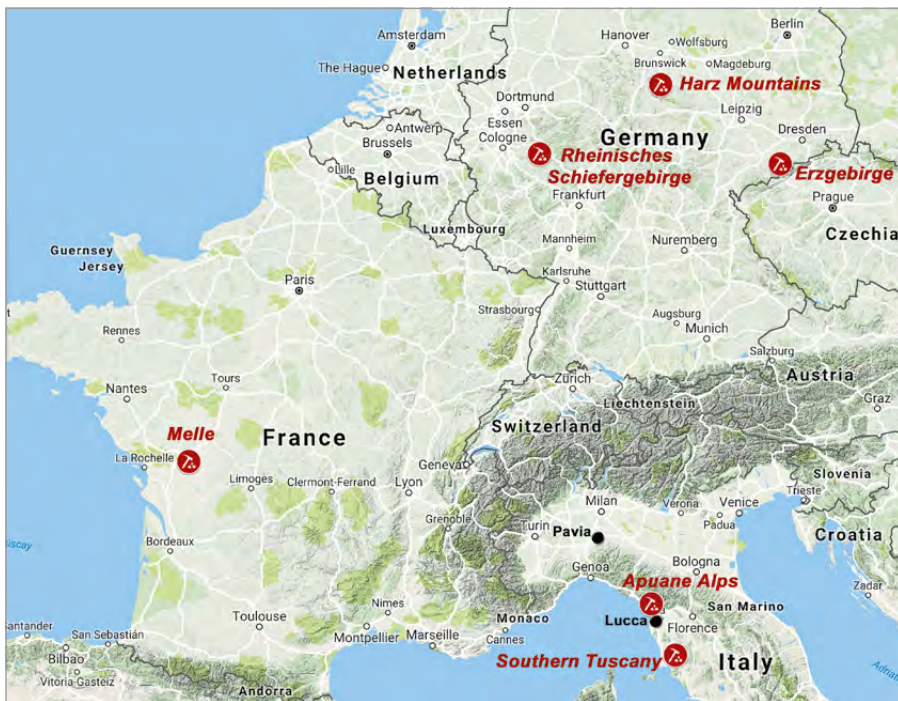 Amsterdam
Hanover
Wolfsburg
Berlin
The Hague
Netherlands
Brunswick
Magdeburg
Harz Mountains
Dortmund
Essen
Leipzig
Antwerp
Cologne
Germany
Dresden
Brussels
Rheinisches
Schiefergebirge
Erzgebirge
Lille
Belgium
Frankfurt
Prague
Luxembourg
Czechia
Guernsey
Jersey
Mannheim
Nuremberg
Paris
Karlsruhe
Stuttgart
Strasbourg
Augsburg
Munich
Rennes
Salzburg
Nantes
Tours
Zürich
Austria
Liechtenstein
Graz
Melle
France
Switzerland
La Rochelle
Geneva
Slovenia
Limoges
Clermont-Ferrand
Lyon
Milan
Verona
Venice
Trieste
Grenoble
Turin
Padua
Pavia
Croatia
Bordeaux
Genoa
Bologna
Apuane Alps
Zadar
Nimes
San Marino
Toulouse
Monaco
Lucca
Florence
Montpellier
Marseille
Cannes
San Sebastián
Bilbao
Southern Tuscany
Italy
Vitoria-Gasteiz
Andorra